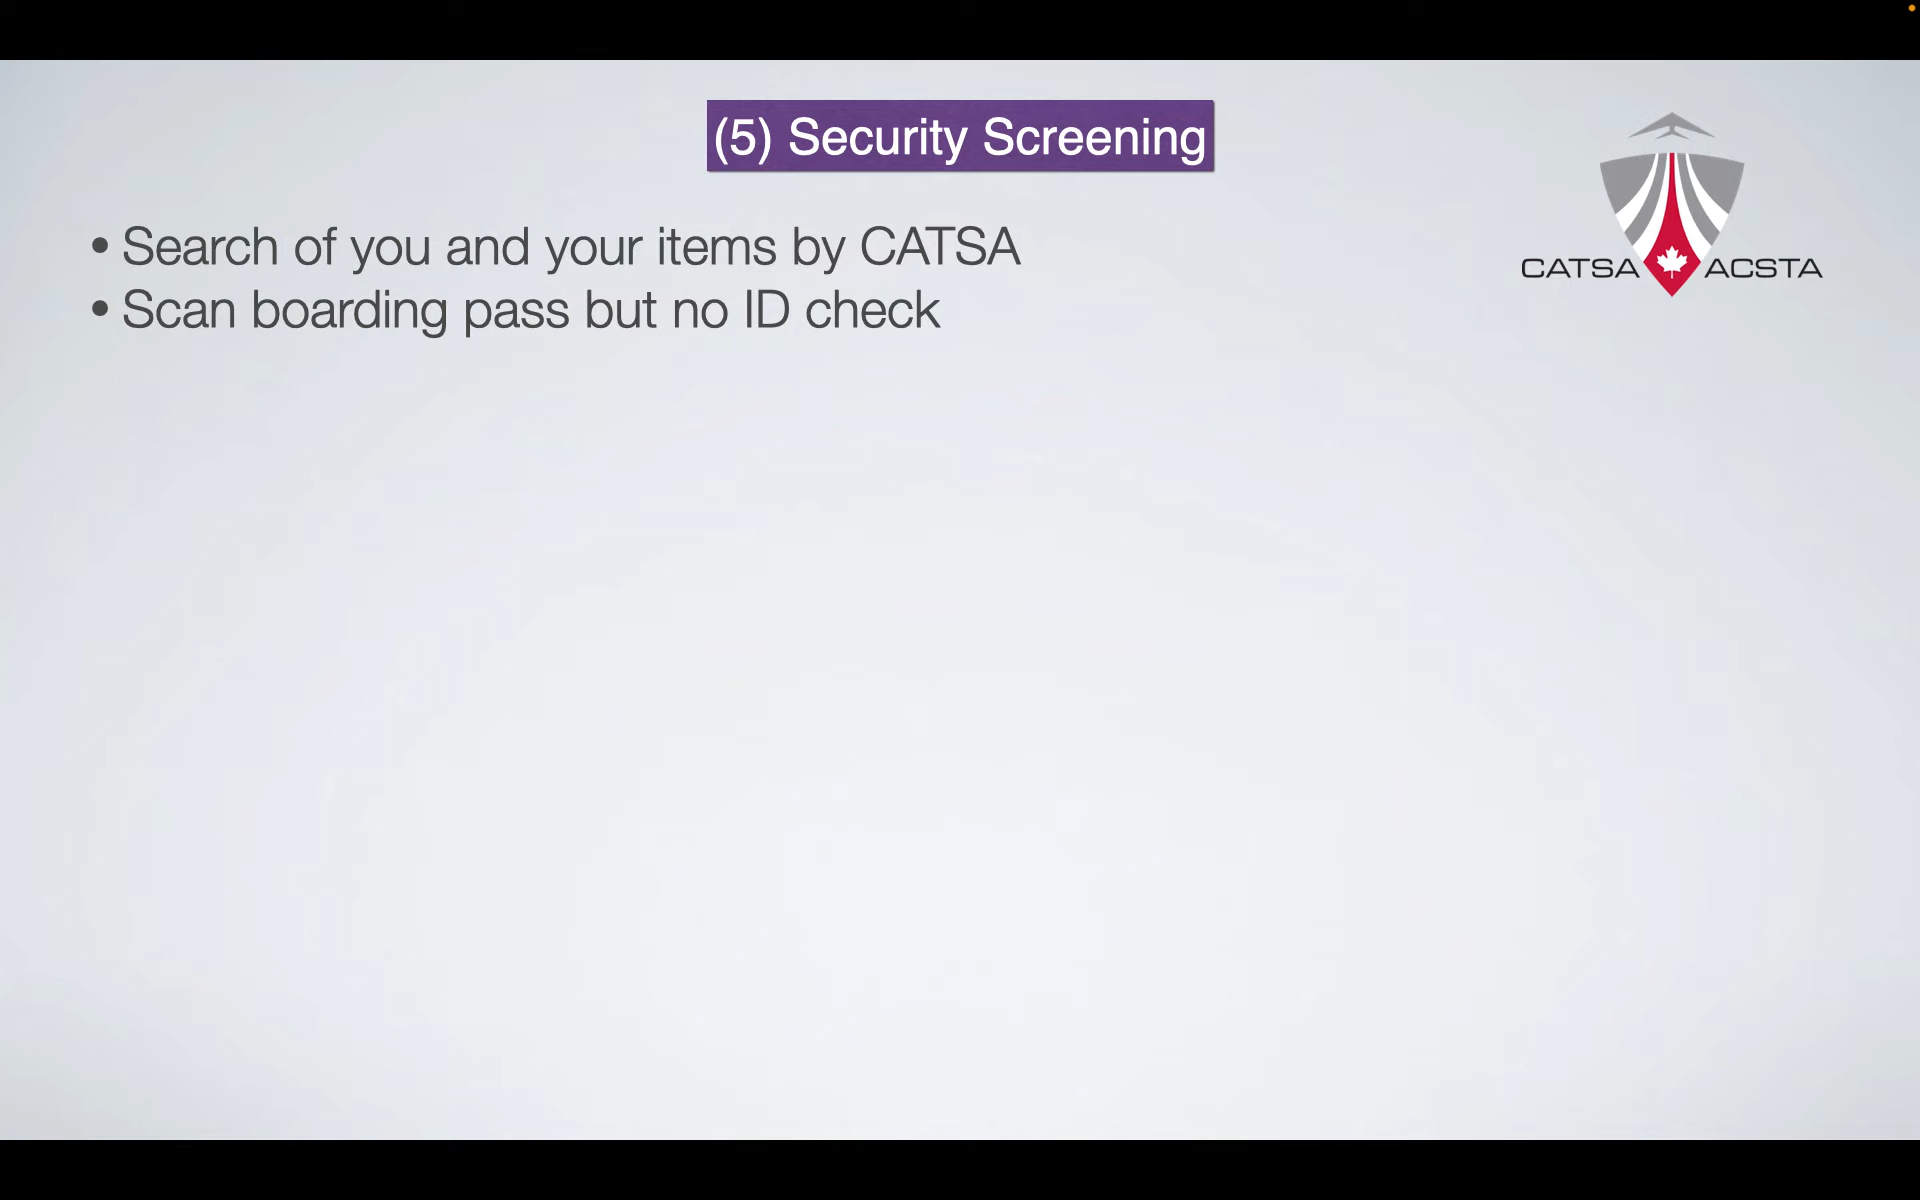 (5) Security Screening
• Search of you and your items by CATSA
• Scan boarding pass but no ID check
CATSA ACSTA